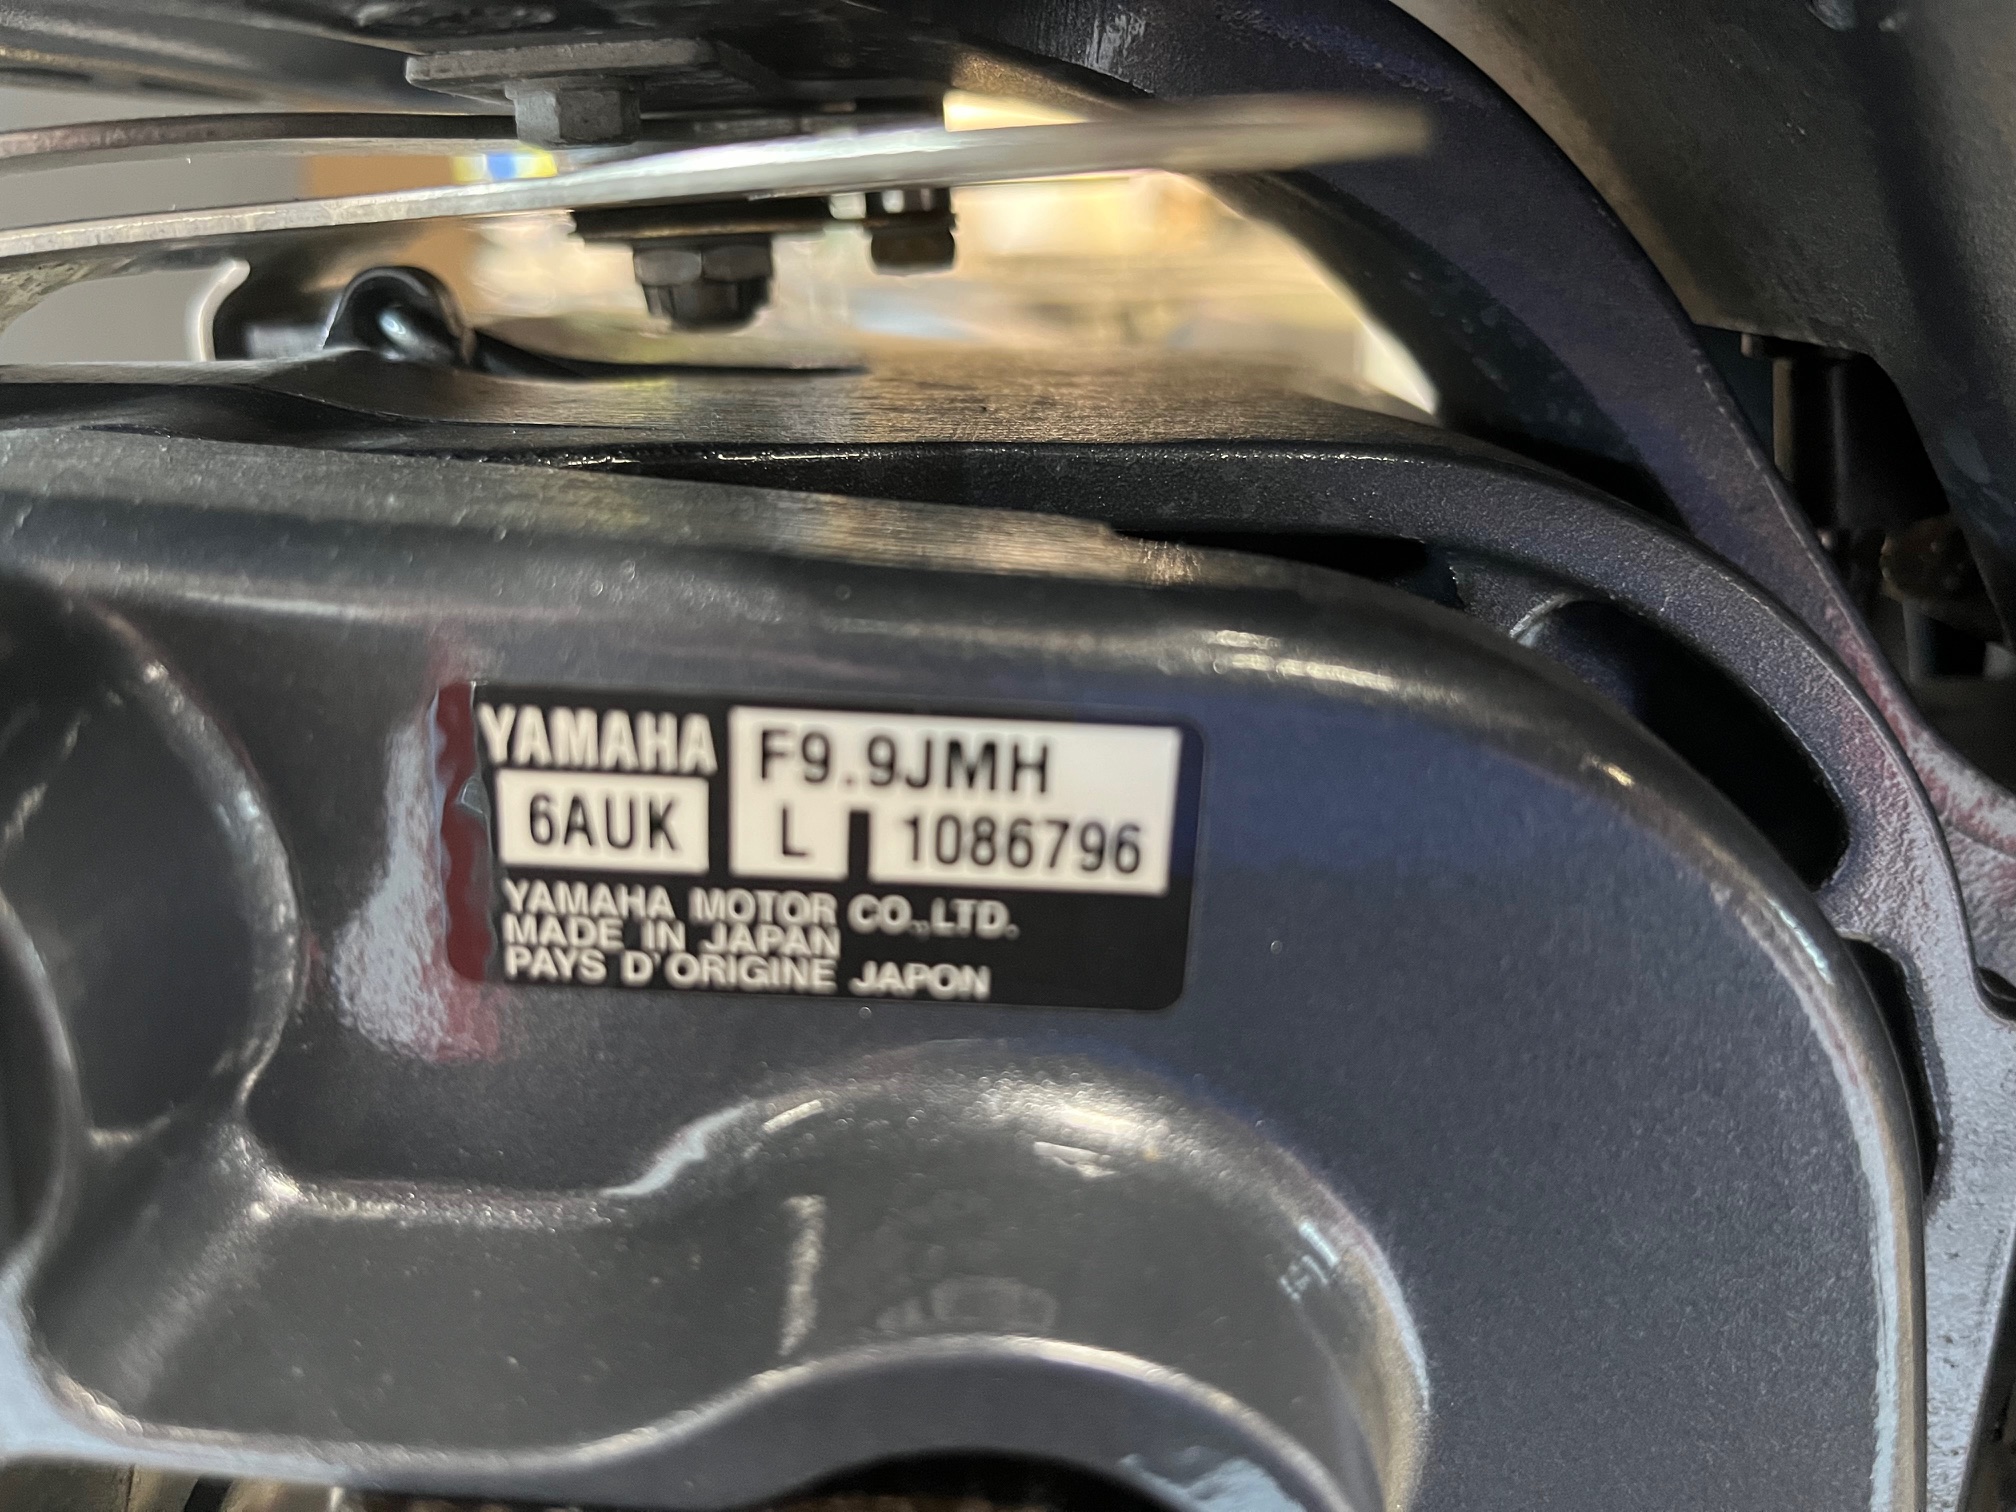 YAMAHA
F9.9JMH
6AUK
L 1086796
YAMAHA MOTOR CO.,LTD.
MADE IN JAPAN
PAYS D'ORIGINE JAPON